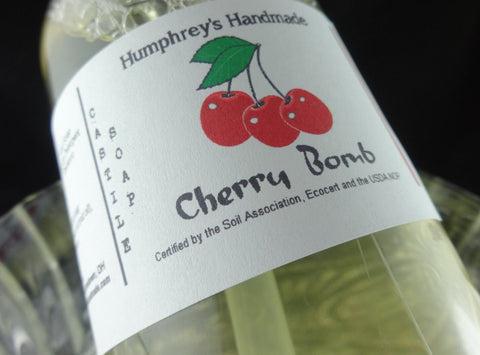 Humphrey's Handmade
CASTILE
SOAP
Cherry Bomb
Certified by the Soil Association, Ecocert and the USDA NOP